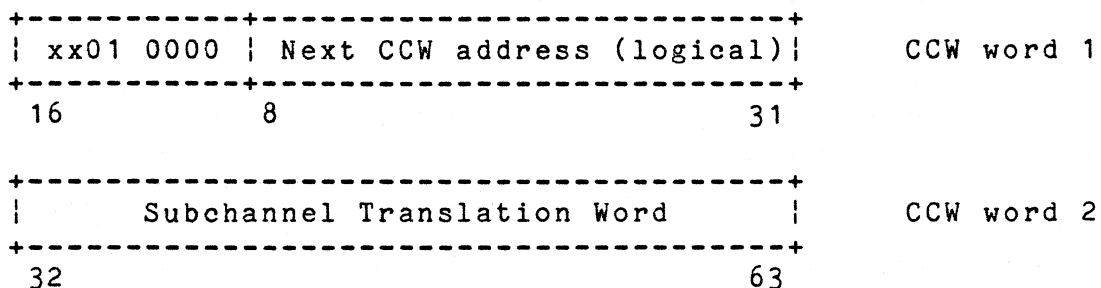 +-----------+---------------------------+
| xx01 0000 | Next CCW address (logical)| CCW word 1
+-----------+---------------------------+
16 8 31
+---------------------------------------+
| Subchannel Translation Word | CCW word 2
+---------------------------------------+
32 63